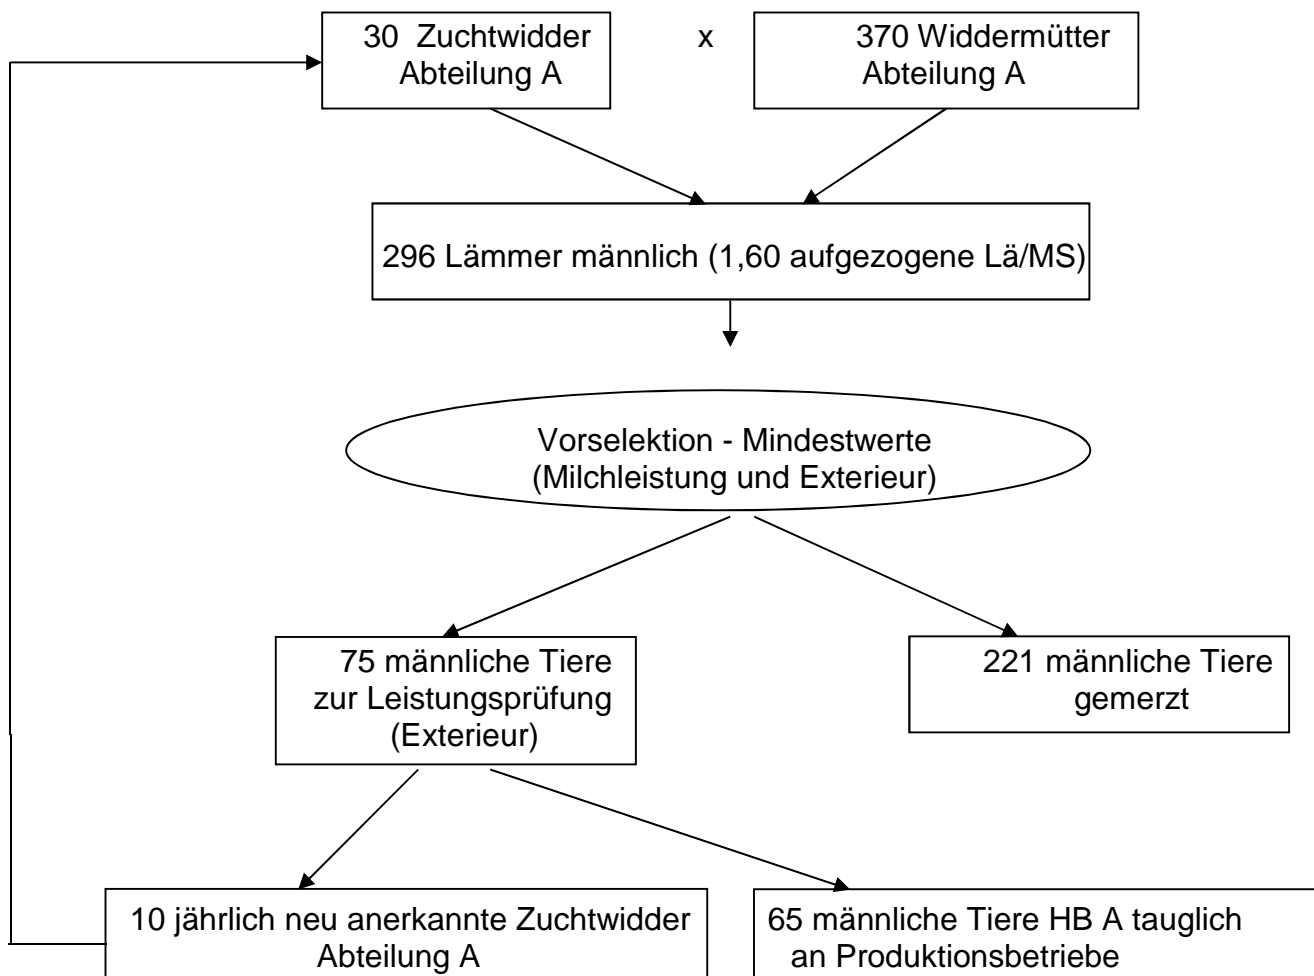 30 Zuchtwidder
Abteilung A
x
370 Widdermütter
Abteilung A
296 Lämmer männlich (1,60 aufgezogene Lä/MS)
Vorselektion - Mindestwerte
(Milchleistung und Exterieur)
75 männliche Tiere
zur Leistungsprüfung
(Exterieur)
221 männliche Tiere
gemerzt
10 jährlich neu anerkannte Zuchtwidder
Abteilung A
65 männliche Tiere HB A tauglich
an Produktionsbetriebe